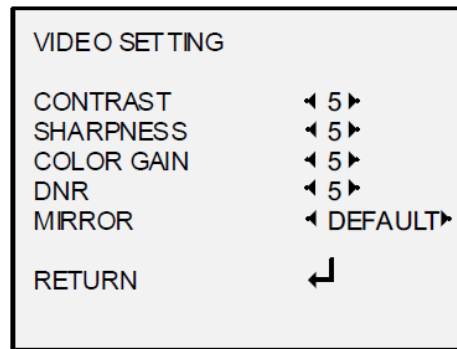 VIDEO SETTING
CONTRAST 5
SHARPNESS 5
COLOR GAIN 5
DNR 5
MIRROR DEFAULT
RETURN